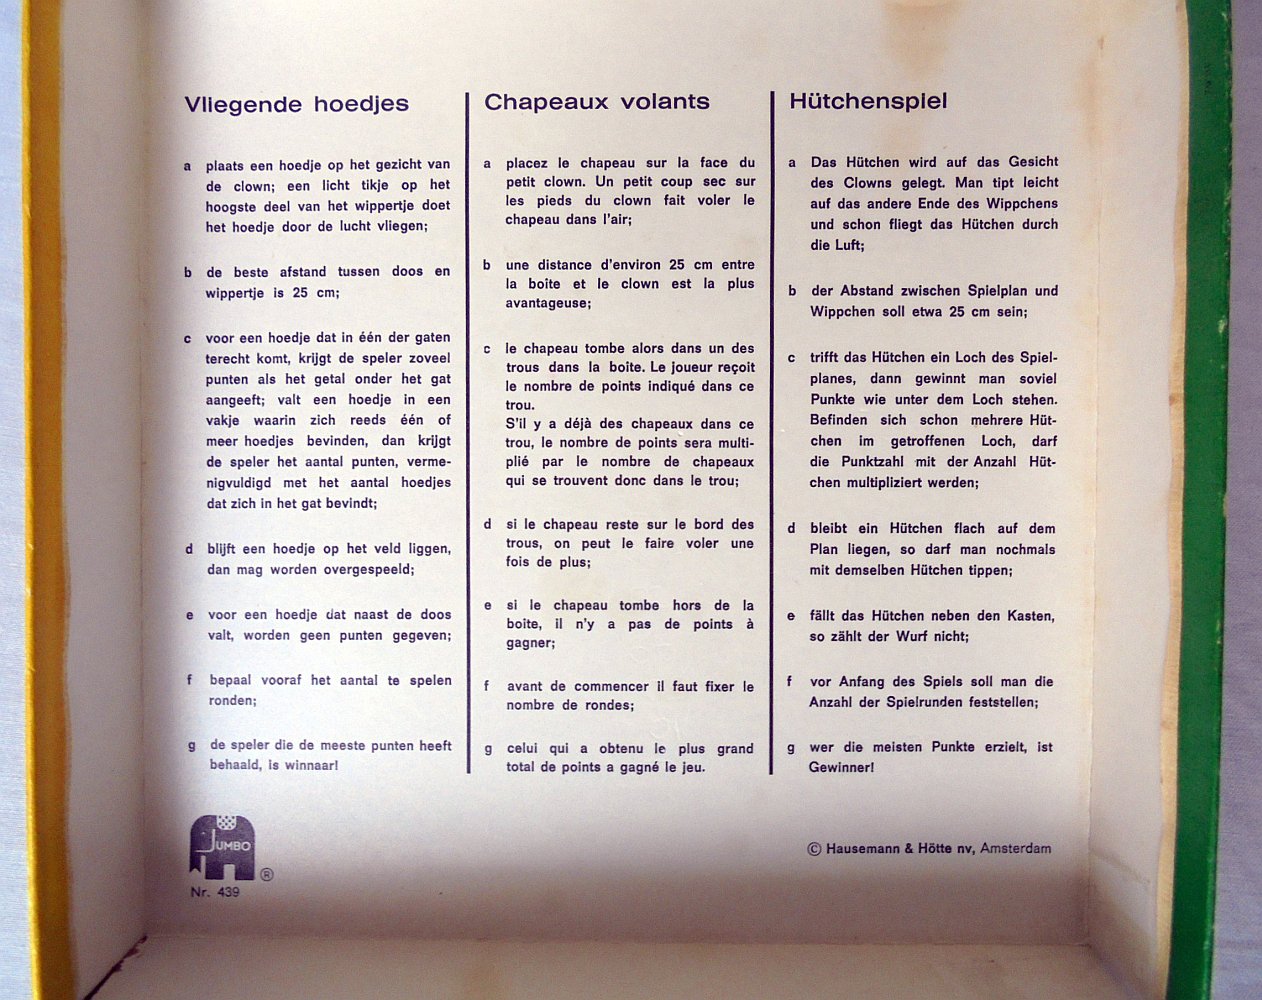 Vliegende hoedjes
a plaats een hoedje op het gezicht van
de clown; een licht tikje op het
hoogste deel van het wippertje doet
het hoedje door de lucht vliegen;
b de beste afstand tussen doos en
wippertje is 25 cm;
c voor een hoedje dat in één der gaten
terecht komt, krijgt de speler zoveel
punten als het getal onder het gat
aangeeft; valt een hoedje in een
vakje waarin zich reeds één of
meer hoedjes bevinden, dan krijgt
de speler het aantal punten, verme-
nigvuldigd met het aantal hoedjes
dat zich in het gat bevindt;
d blijft een hoedje op het veld liggen,
dan mag worden overgespeeld;
e voor een hoedje dat naast de doos
valt, worden geen punten gegeven;
f bepaal vooraf het aantal te spelen
ronden;
g de speler die de meeste punten heeft
behaald, is winnaar!
Chapeaux volants
a placez le chapeau sur la face du
petit clown. Un petit coup sec sur
les pieds du clown fait voler le
chapeau dans l'air;
b une distance d'environ 25 cm entre
la boite et le clown est la plus
avantageuse;
c le chapeau tombe alors dans un des
trous dans la boite. Le joueur reçoit
le nombre de points indiqué dans ce
trou.
S'il y a déjà des chapeaux dans ce
trou, le nombre de points sera multi-
plié par le nombre de chapeaux
qui se trouvent donc dans le trou;
d si le chapeau reste sur le bord des
trous, on peut le faire voler une
fois de plus;
e si le chapeau tombe hors de la
boite, il n'y a pas de points à
gagner;
f avant de commencer il faut fixer le
nombre de rondes;
g celui qui a obtenu le plus grand
total de points a gagné le jeu.
Hütchenspiel
a Das Hütchen wird auf das Gesicht
des Clowns gelegt. Man tipt leicht
auf das andere Ende des Wippchens
und schon fliegt das Hütchen durch
die Luft;
b der Abstand zwischen Spielplan und
Wippchen soll etwa 25 cm sein;
c trifft das Hütchen ein Loch des Spiel-
planes, dann gewinnt man soviel
Punkte wie unter dem Loch stehen.
Befinden sich schon mehrere Hüt-
chen im getroffenen Loch, darf
die Punktzahl mit der Anzahl Hüt-
chen multipliziert werden;
d bleibt ein Hütchen flach auf dem
Plan liegen, so darf man nochmals
mit demselben Hütchen tippen;
e fällt das Hütchen neben den Kasten,
so zählt der Wurf nicht;
f vor Anfang des Spiels soll man die
Anzahl der Spielrunden feststellen;
g wer die meisten Punkte erzielt, ist
Gewinner!
JUMBO
®
Nr. 439
© Hausemann & Hötte nv, Amsterdam